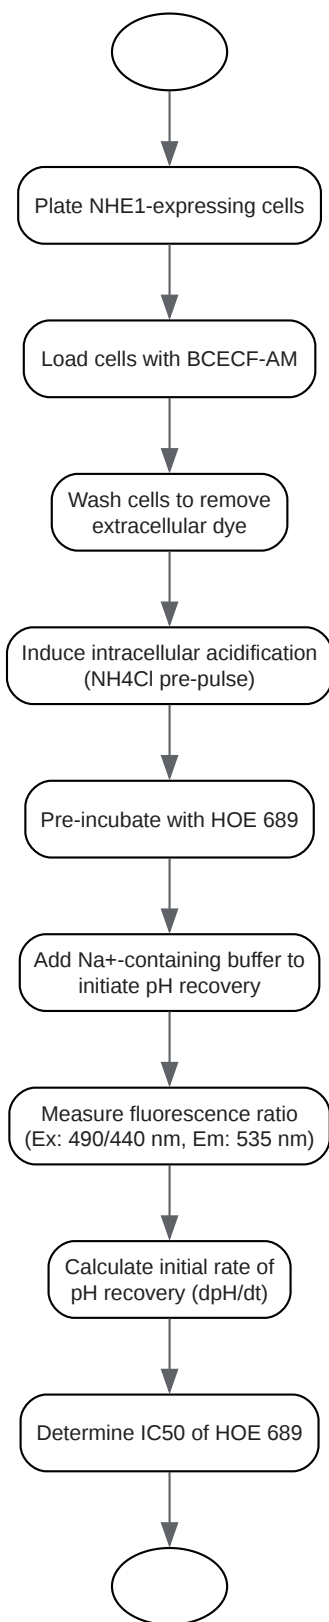 Plate NHE1-expressing cells
Load cells with BCECF-AM
Wash cells to remove
extracellular dye
Induce intracellular acidification
(NH4Cl pre-pulse)
Pre-incubate with HOE 689
Add Na+-containing buffer to
initiate pH recovery
Measure fluorescence ratio
(Ex: 490/440 nm, Em: 535 nm)
Calculate initial rate of
pH recovery (dpH/dt)
Determine IC50 of HOE 689